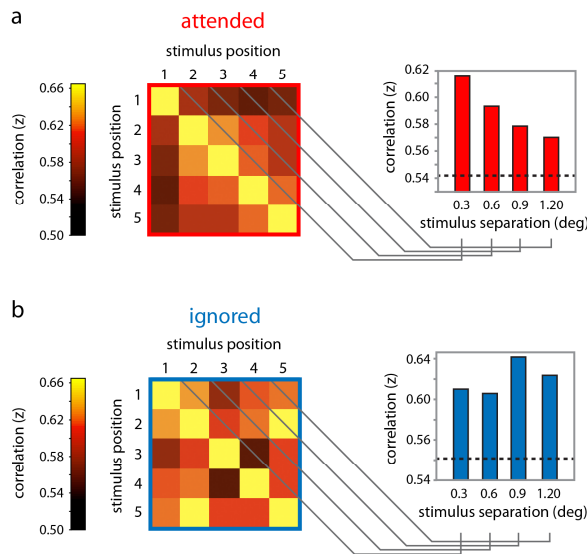 a
attended
stimulus position
1 2 3 4 5
correlation (z)
0.66
0.62
0.58
0.54
0.50
stimulus position
1
2
3
4
5
correlation (z)
0.62
0.60
0.58
0.56
0.54
0.3 0.6 0.9 1.20
stimulus separation (deg)
b
ignored
stimulus position
1 2 3 4 5
correlation (z)
0.66
0.62
0.58
0.54
0.50
stimulus position
1
2
3
4
5
correlation (z)
0.64
0.60
0.56
0.54
0.3 0.6 0.9 1.20
stimulus separation (deg)